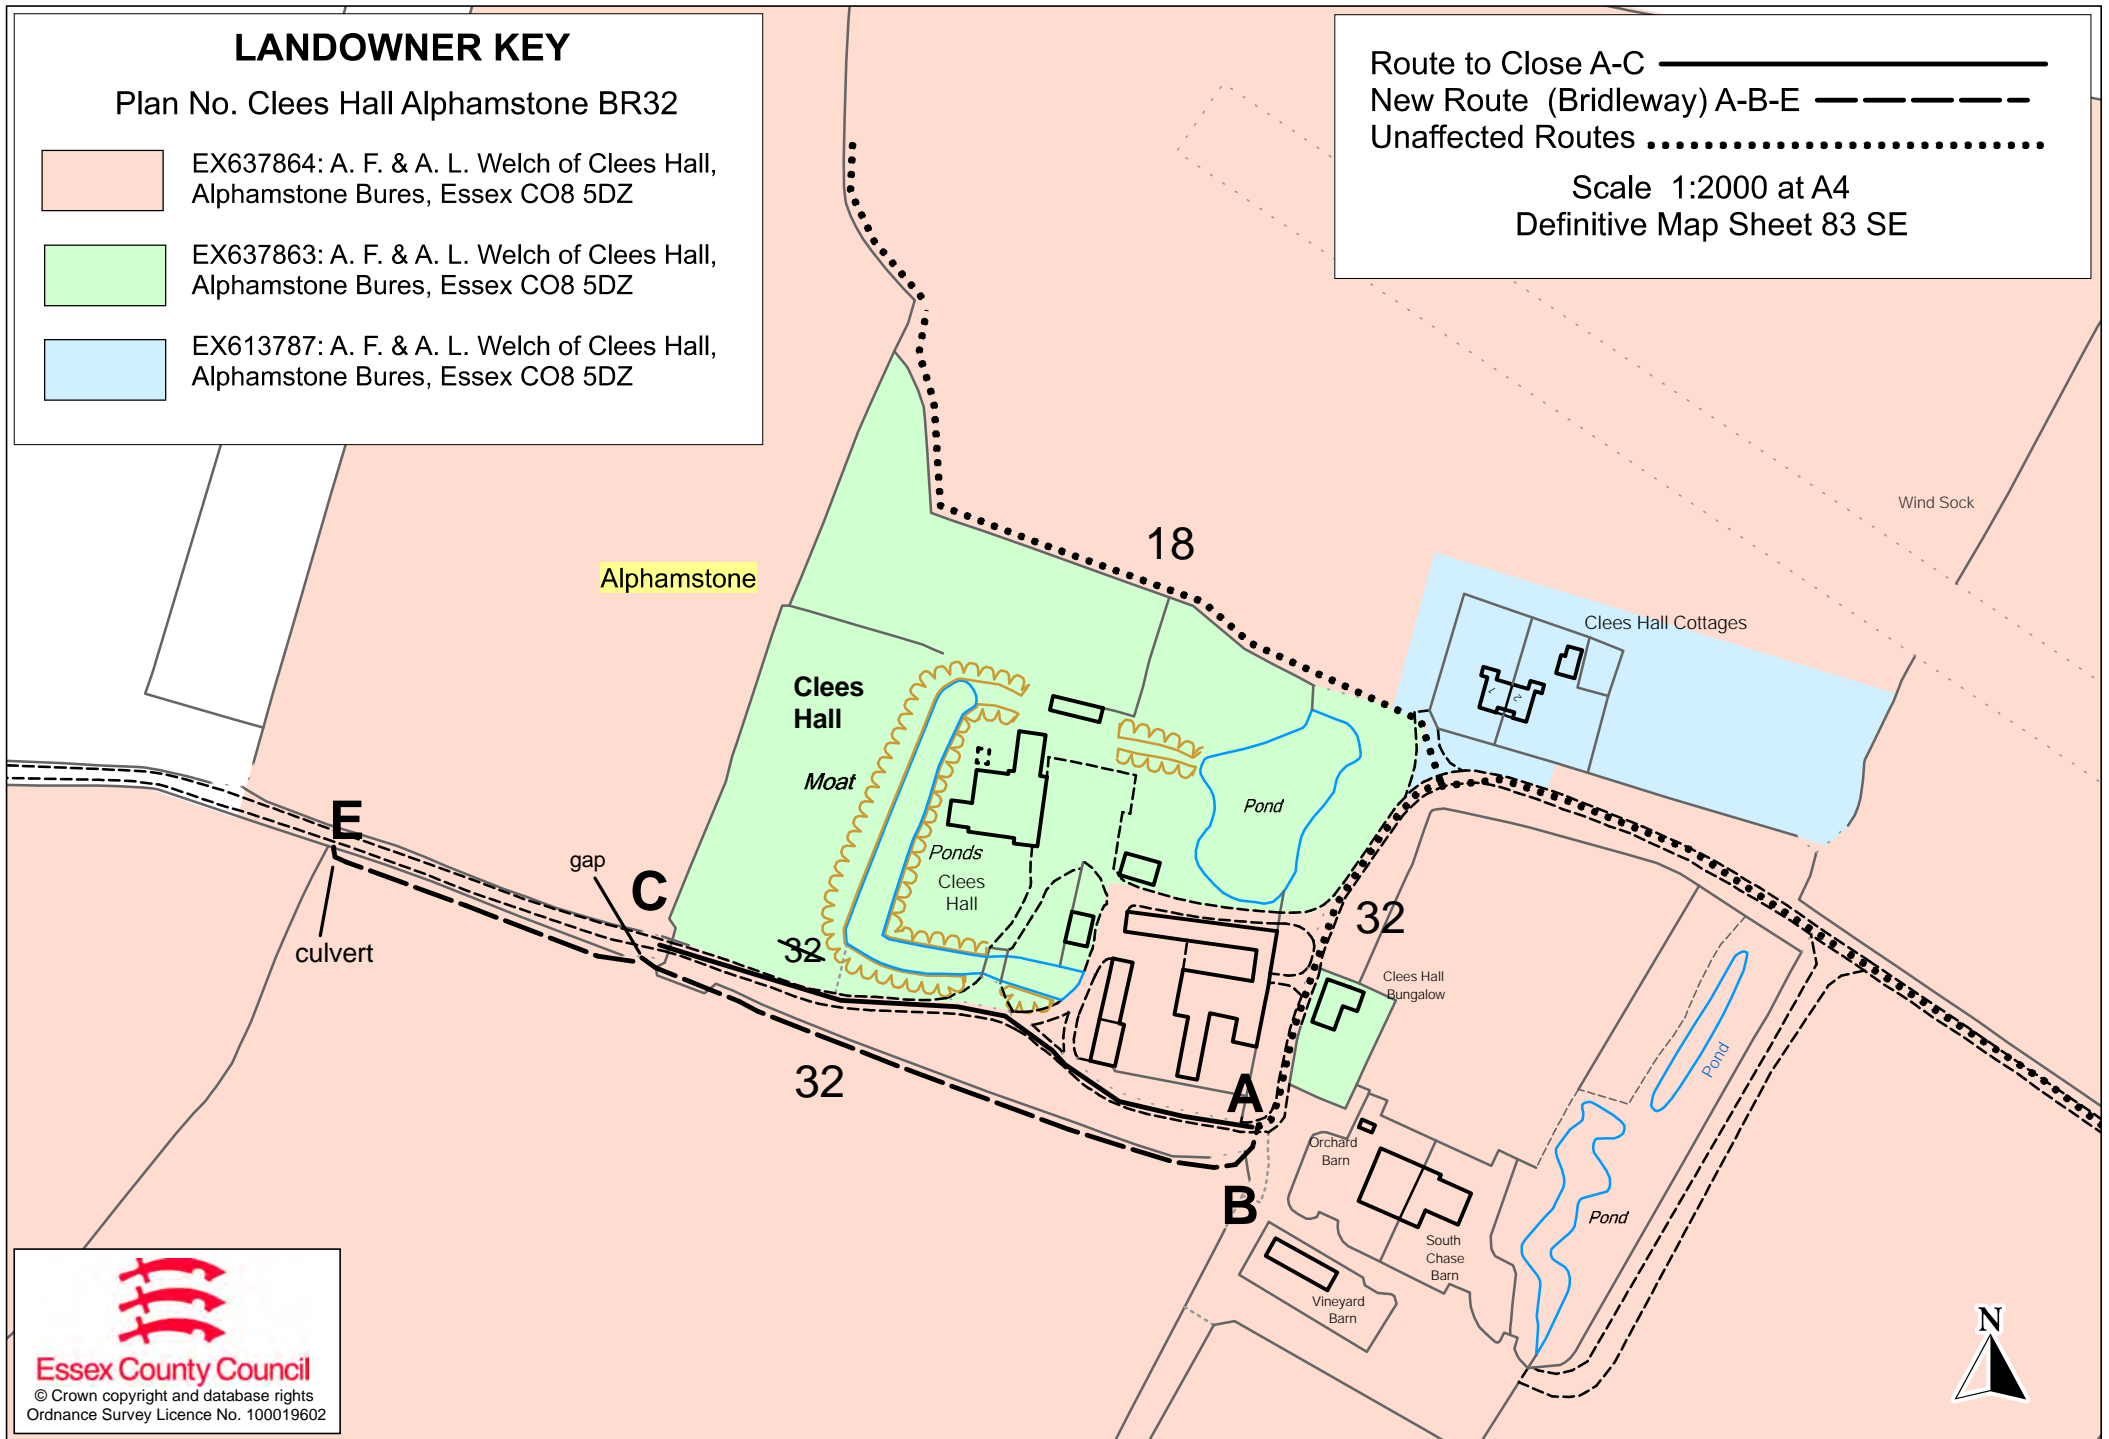 LANDOWNER KEY
Plan No. Clees Hall Alphamstone BR32
EX637864: A. F. & A. L. Welch of Clees Hall,
Alphamstone Bures, Essex CO8 5DZ
EX637863: A. F. & A. L. Welch of Clees Hall,
Alphamstone Bures, Essex CO8 5DZ
EX613787: A. F. & A. L. Welch of Clees Hall,
Alphamstone Bures, Essex CO8 5DZ
Route to Close A-C
New Route (Bridleway) A-B-E
Unaffected Routes
Scale 1:2000 at A4
Definitive Map Sheet 83 SE
Wind Sock
18
Alphamstone
Clees Hall Cottages
1
2
Clees
Hall
Moat
Pond
E
Ponds
gap
C
Clees
Hall
32
culvert
32
Clees Hall
Bungalow
Pond
32
A
Orchard
Barn
B
Pond
South
Chase
Barn
Vineyard
Barn
N
Essex County Council
© Crown copyright and database rights
Ordnance Survey Licence No. 100019602